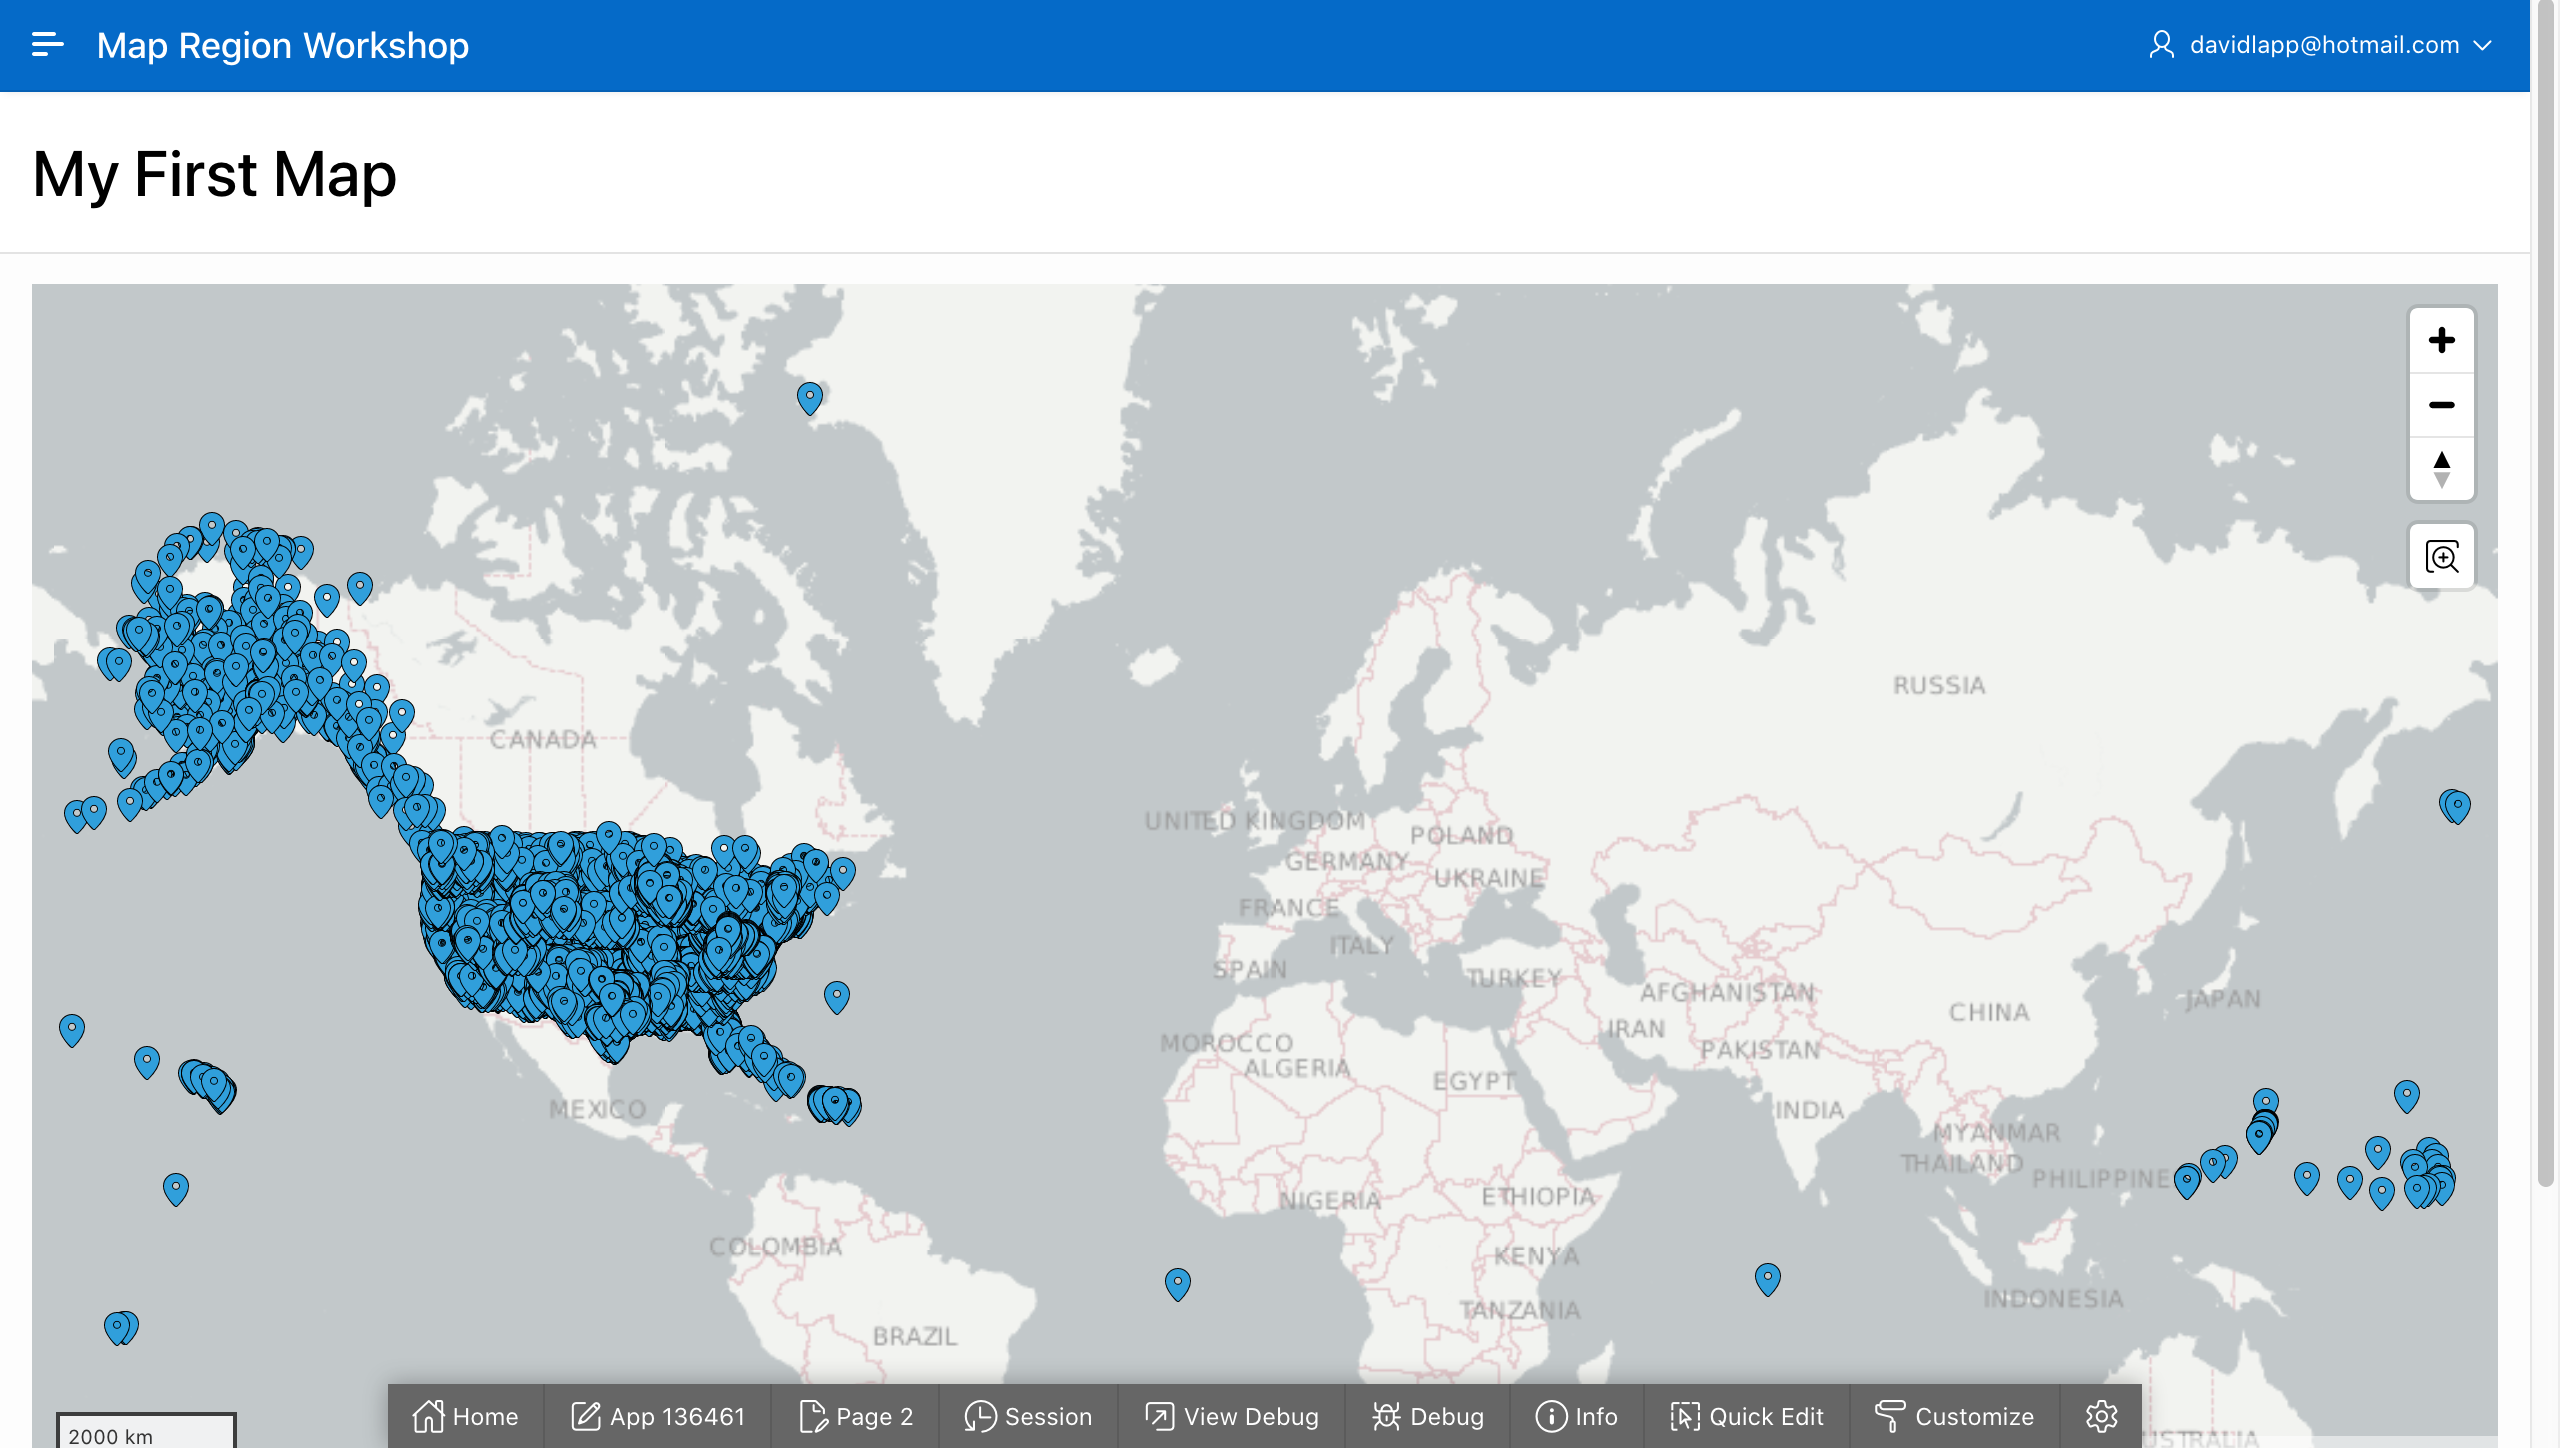 Map Region Workshop
davidlapp@hotmail.com
My First Map
RUSSIA
CANADA
UNITED KINGDOM
POLAND
GERMANY
UKRAINE
FRANCE
ITALY
SPAIN
TURKEY
AFGHANISTAN
JAPAN
CHINA
IRAN
MOROCCO
PAKISTAN
ALGERIA
EGYPT
MEXICO
INDIA
MYANMAR
THAILAND
PHILIPPINE
NIGERIA
ETHIOPIA
COLOMBIA
KENYA
INDONESIA
TANZANIA
BRAZIL
2000 km
Home
App 136461
Page 2
Session
View Debug
Debug
Info
Quick Edit
Customize
USTRALIA